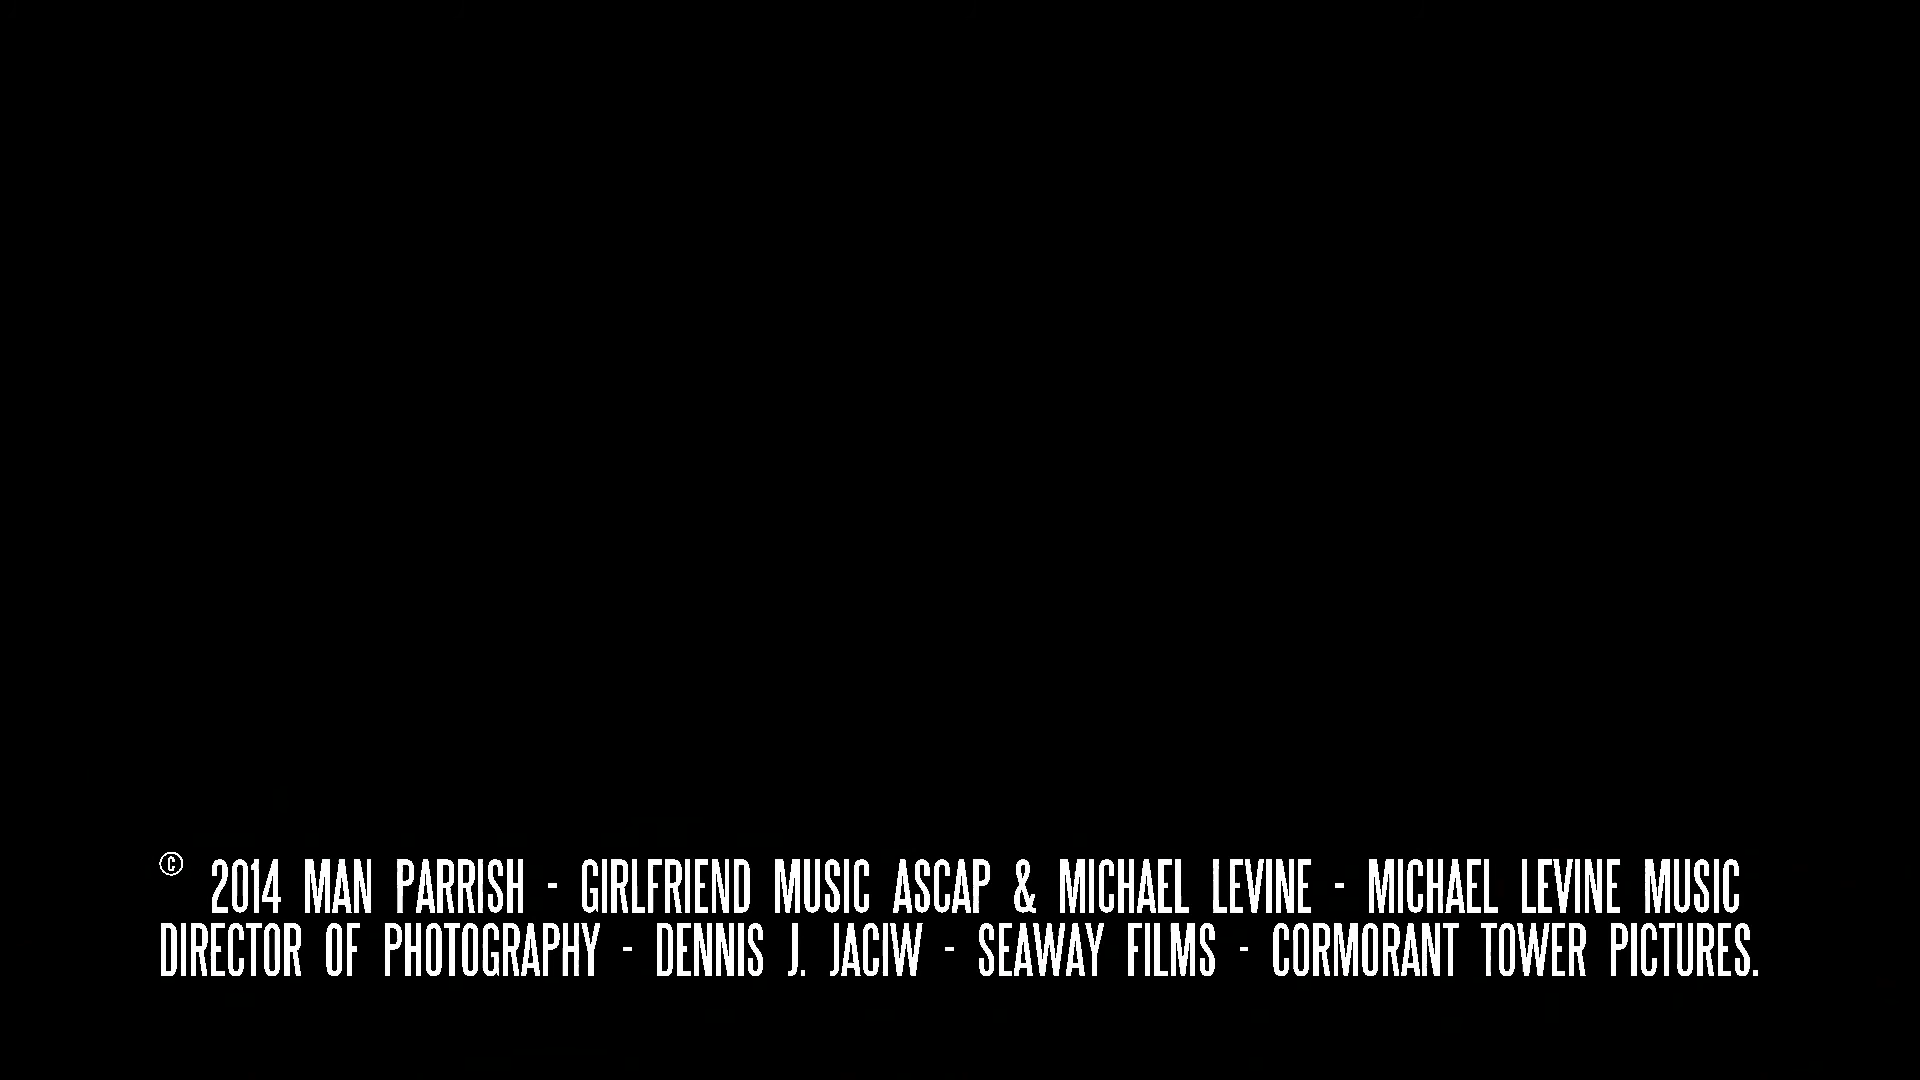 © 2014 MAN PARRISH - GIRLFRIEND MUSIC ASCAP & MICHAEL LEVINE - MICHAEL LEVINE MUSIC
DIRECTOR OF PHOTOGRAPHY - DENNIS J. JACIW - SEAWAY FILMS - CORMORANT TOWER PICTURES.